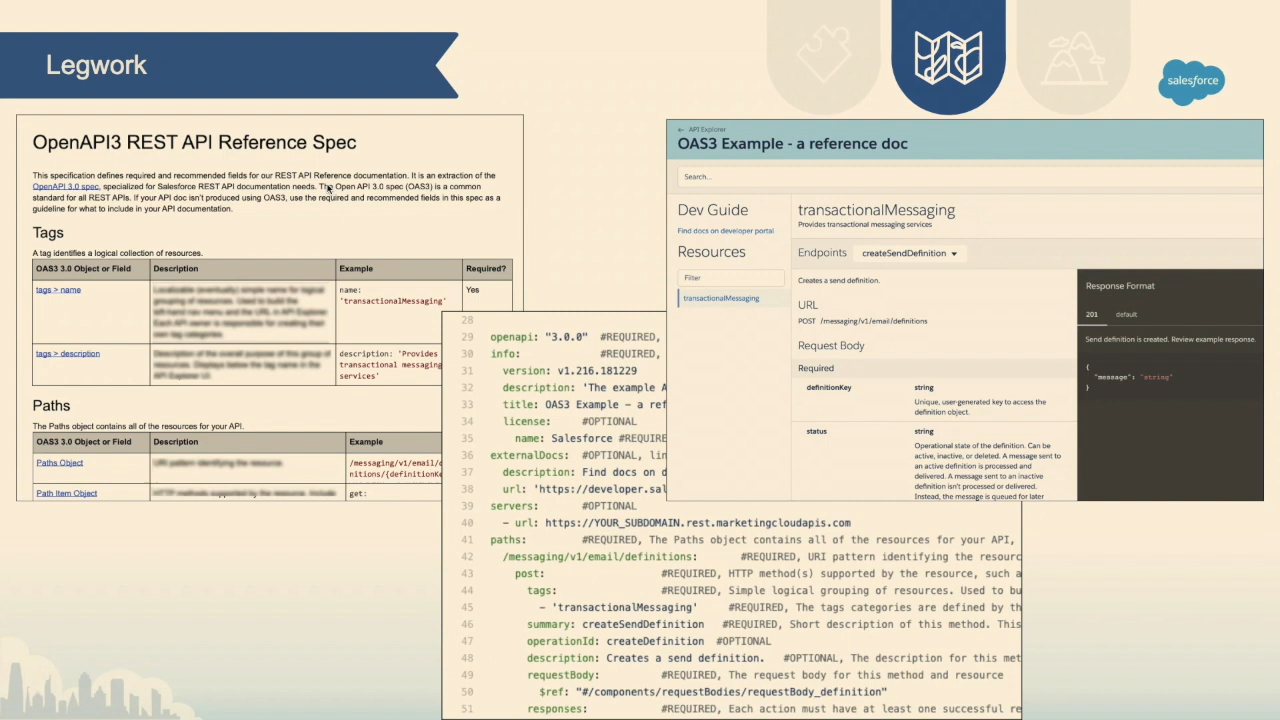 Legwork
salesforce
OpenAPI3 REST API Reference Spec
This specification defines required and recommended fields for our REST API Reference documentation. It is an extraction of the
OpenAPI 3.0 spec, specialized for Salesforce REST API documentation needs. The Open API 3.0 spec (OAS3) is a common
standard for all REST APIs. If your API doc isn't produced using OAS3, use the required and recommended fields in this spec as a
guideline for what to include in your API documentation.
Tags
A tag identifies a logical collection of resources.
OAS3 3.0 Object or Field Description Example Required?
tags > name name: Yes
'transactionalMessaging'
tags > description description: 'Provides
transactional messaging
services'
Paths
The Paths object contains all of the resources for your API.
OAS3 3.0 Object or Field Description Example
Paths Object /messaging/v1/email/
Path Item Object get:
28
29 openapi: "3.0.0" #REQUIRED,
30 info: #REQUIRED,
31 version: v1.216.181229
32 description: 'The example A
33 title: OAS3 Example – a ref
34 license: #OPTIONAL
35 name: Salesforce #REQUIRE
36 externalDocs: #OPTIONAL, lin
37 description: Find docs on d
38 url: 'https://developer.sal
39 servers: #OPTIONAL
40 - url: https://YOUR_SUBDOMAIN.rest.marketingcloudapis.com
41 paths: #REQUIRED, The Paths object contains all of the resources for your API,
42 /messaging/v1/email/definitions: #REQUIRED, URI pattern identifying the resourc
43 post: #REQUIRED, HTTP method(s) supported by the resource, such a
44 tags: #REQUIRED, Simple logical grouping of resources. Used to bu
45 - 'transactionalMessaging' #REQUIRED, The tags categories are defined by th
46 summary: createSendDefinition #REQUIRED, Short description of this method. This
47 operationId: createDefinition #OPTIONAL
48 description: Creates a send definition. #OPTIONAL, The description for this met
49 requestBody: #REQUIRED, The request body for this method and resource
50 $ref: "#/components/requestBodies/requestBody_definition"
51 responses: #REQUIRED, Each action must have at least one successful re
← API Explorer
OAS3 Example - a reference doc
Search...
Dev Guide
Find docs on developer portal
Resources
Filter
transactionalMessaging
transactionalMessaging
Provides transactional messaging services
Endpoints createSendDefinition
Creates a send definition.
URL
POST /messaging/v1/email/definitions
Request Body
Required
definitionKey string
Unique, user-generated key to access the
definition object.
status string
Operational state of the definition. Can be
active, inactive, or deleted. A message sent to
an active definition is processed and
delivered. A message sent to an inactive
definition isn't processed or delivered.
Instead, the message is queued for later
Response Format
201 default
Send definition is created. Review example response.
{
"message": "string"
}